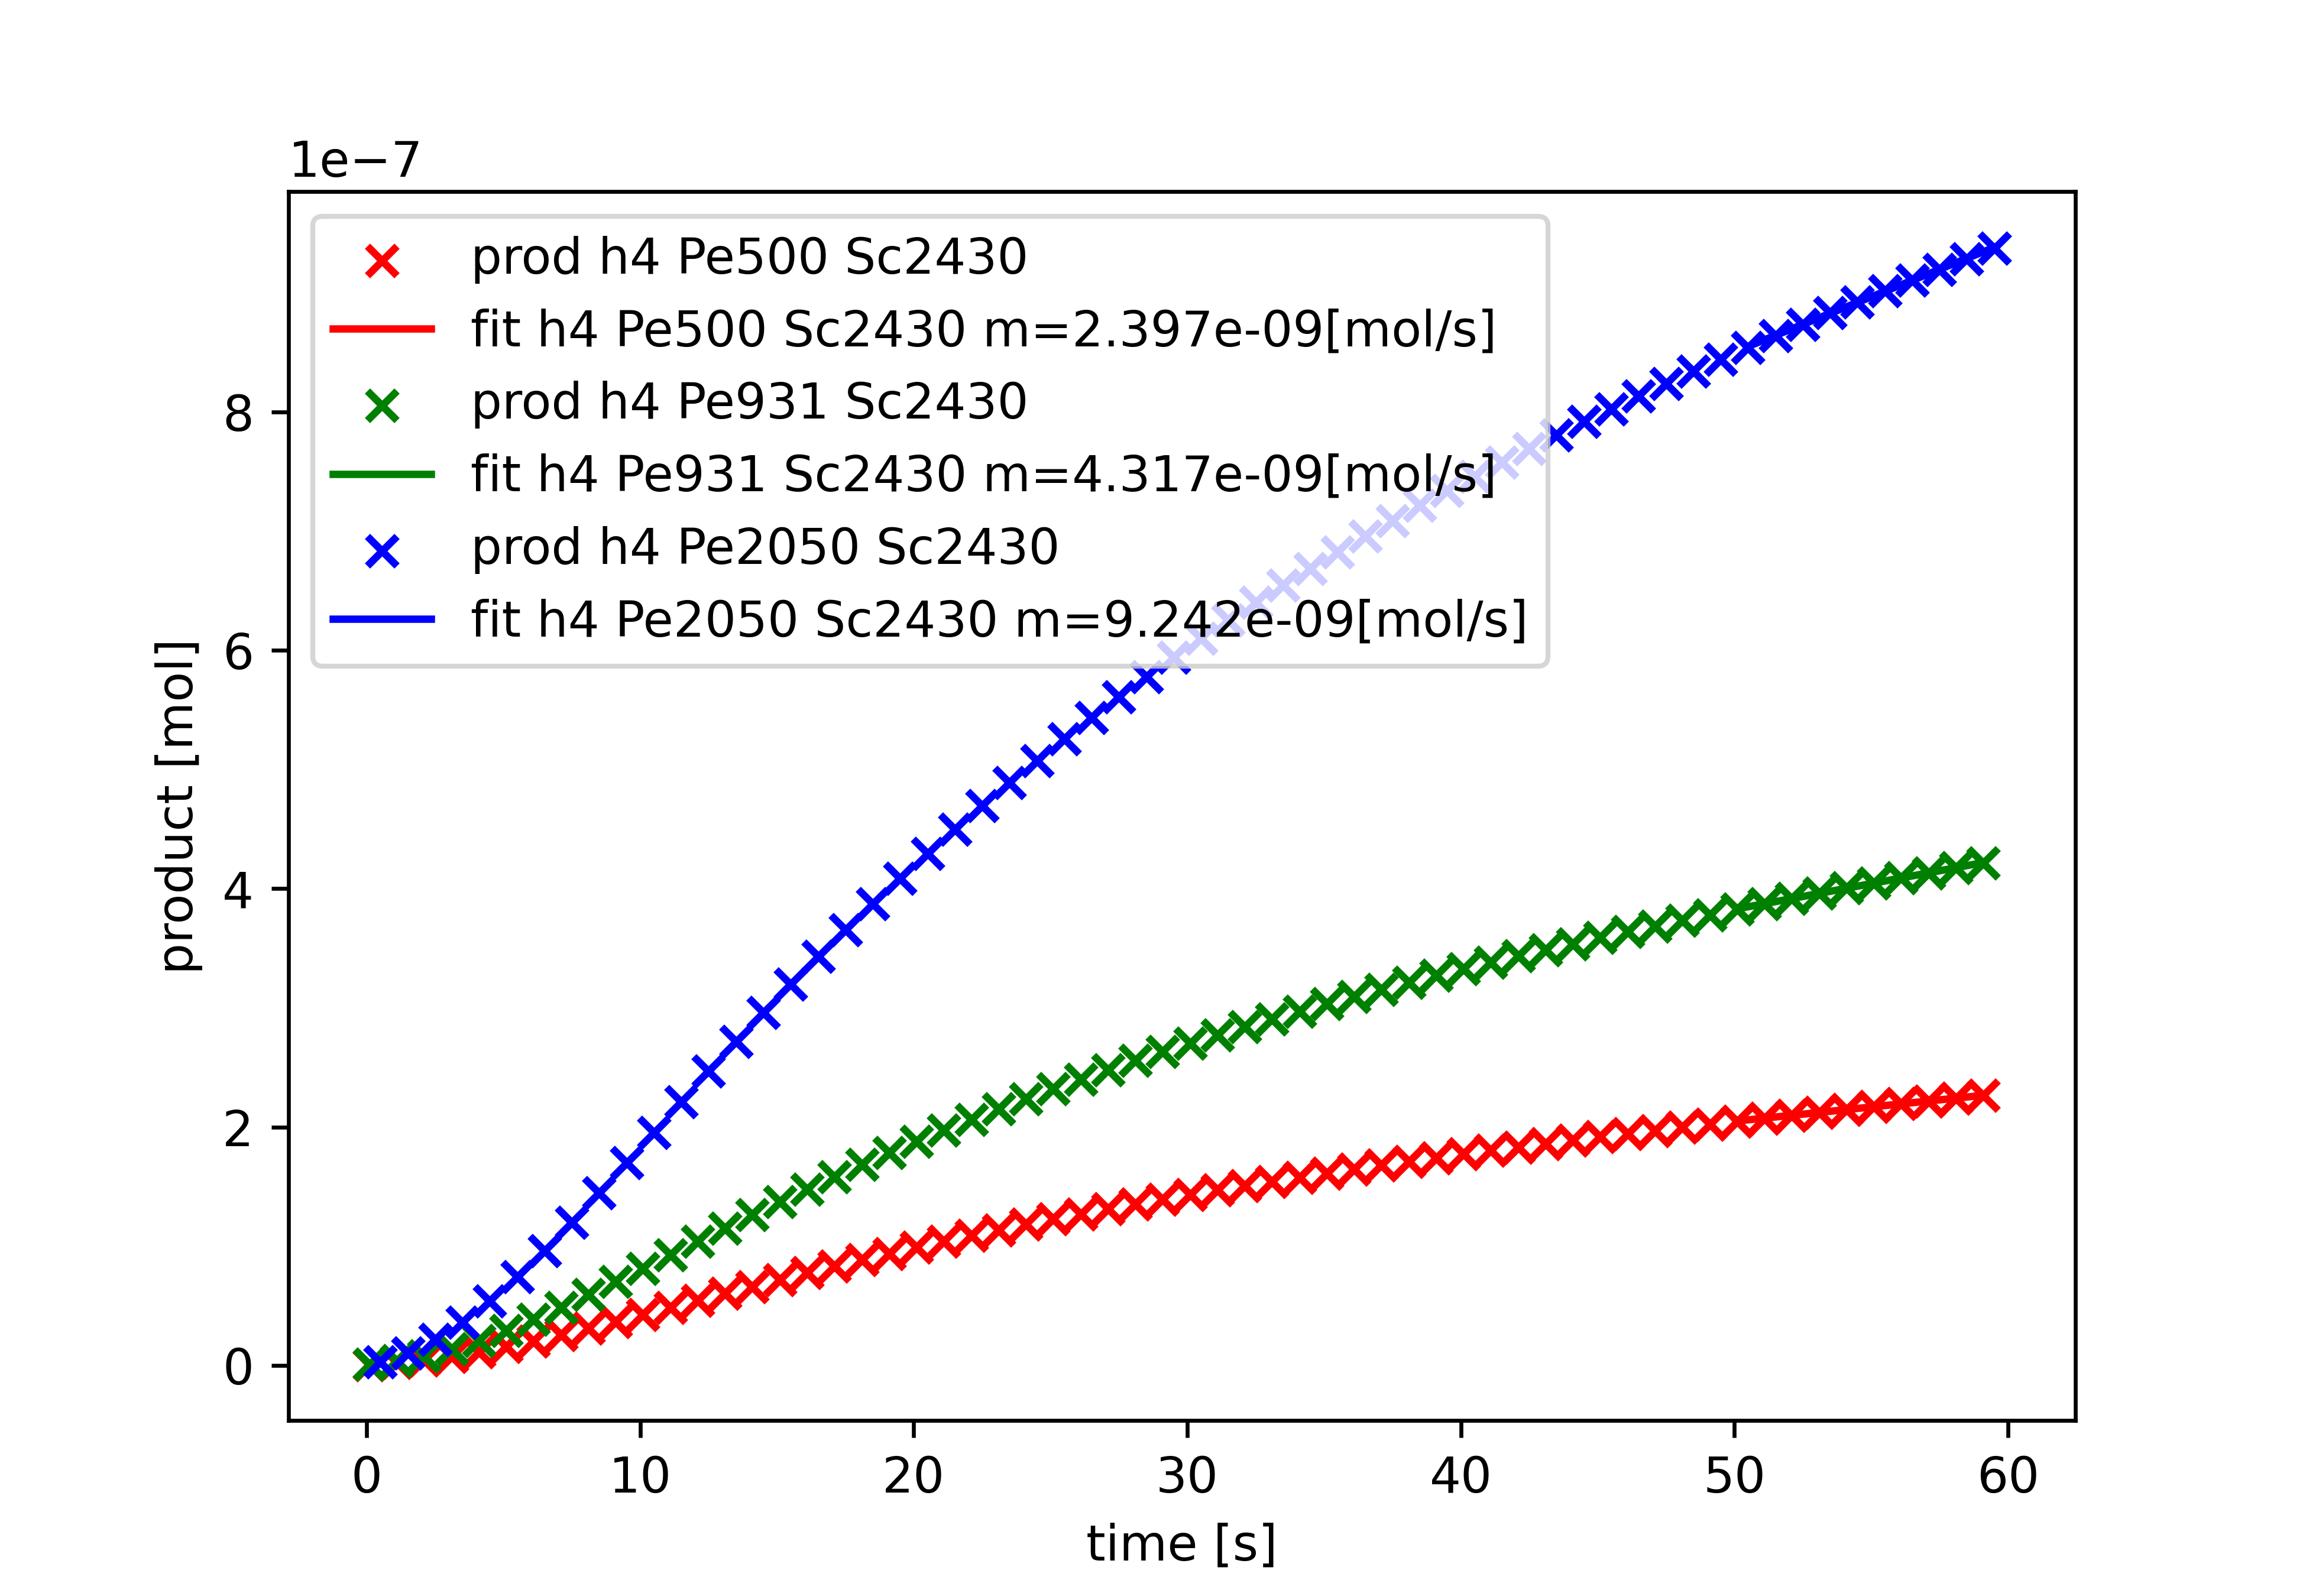 1e−7
prod h4 Pe500 Sc2430
fit h4 Pe500 Sc2430 m=2.397e-09[mol/s]
prod h4 Pe931 Sc2430
fit h4 Pe931 Sc2430 m=4.317e-09[mol/s]
prod h4 Pe2050 Sc2430
fit h4 Pe2050 Sc2430 m=9.242e-09[mol/s]
8
6
4
2
0
product [mol]
0 10 20 30 40 50 60
time [s]